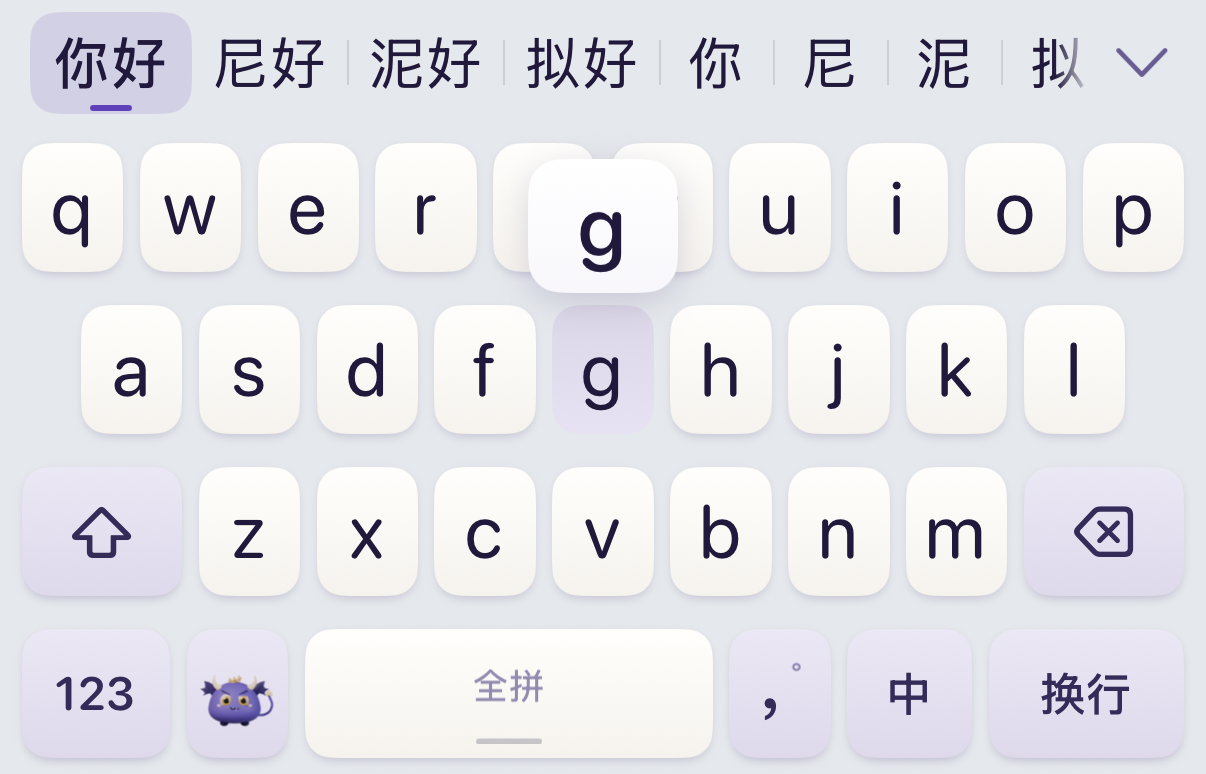 你好 尼好 泥好 拟好 你 尼 泥 拟
q w e r u i o p
g
a s d f g h j k l
z x c v b n m
123 全拼 ，。 中 换行